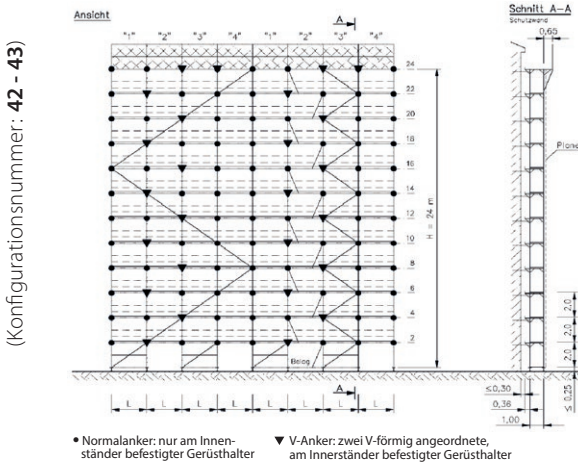 (Konfigurationsnummer: 42 - 43)
Ansicht
A
"1" "2" "3" "4" "1" "2" "3" "4"
24
22
20
18
16
14
12
10
8
6
4
2
H = 24 m
Belag
A
L L L L L L L L
Schnitt A-A
Schutzwand
0,65
Plane
2,0
2,0
2,0
≤ 0,25
≤0,30
0,36
1,00
• Normalanker: nur am Innen-
ständer befestigter Gerüsthalter
▼ V-Anker: zwei V-förmig angeordnete,
am Innerständer befestigter Gerüsthalter